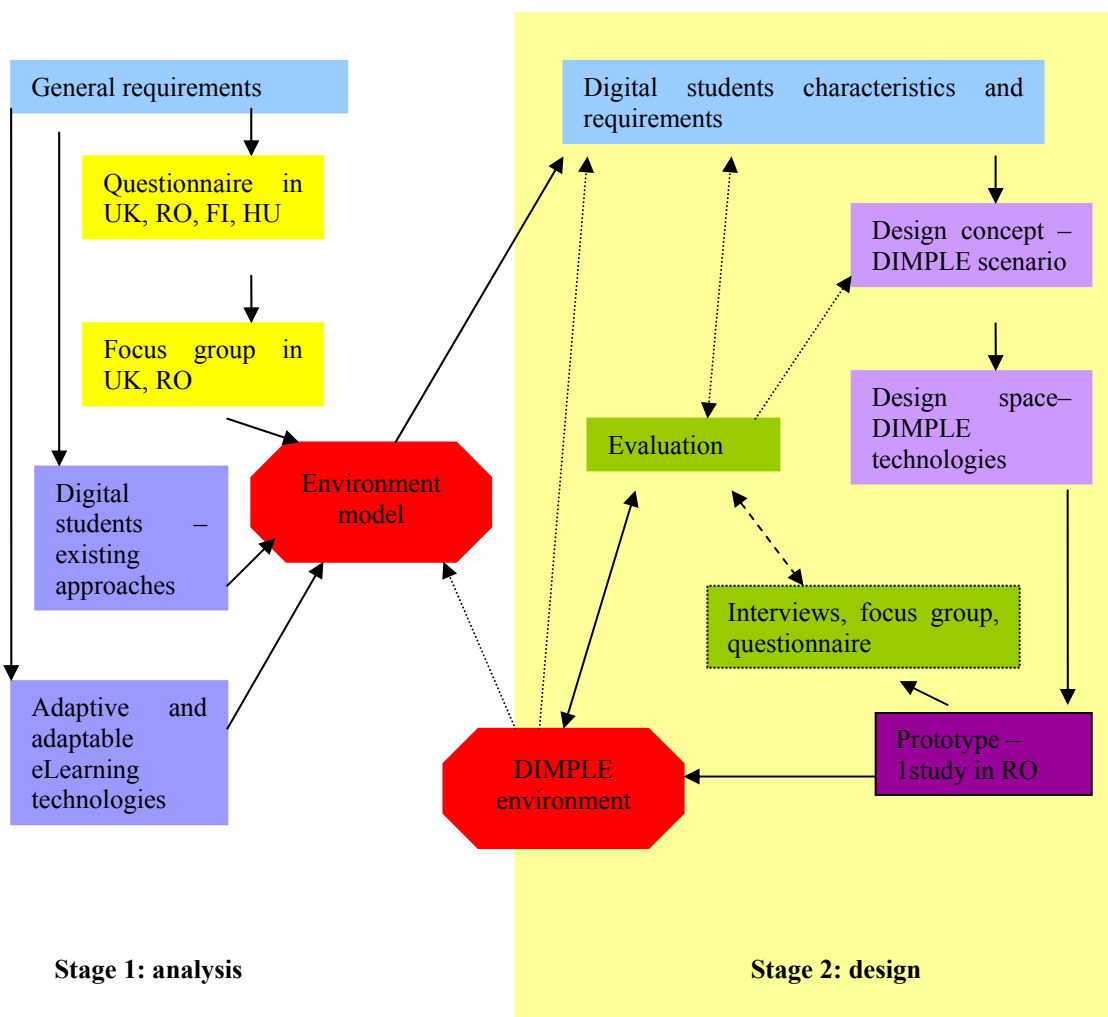 General requirements
Questionnaire in
UK, RO, FI, HU
Focus group in
UK, RO
Digital
students –
existing
approaches
Adaptive and
adaptable
eLearning
technologies
Environment
model
Digital students characteristics and
requirements
Design concept –
DIMPLE scenario
Design space–
DIMPLE
technologies
Evaluation
Interviews, focus group,
questionnaire
Prototype –
1study in RO
DIMPLE
environment
Stage 1: analysis
Stage 2: design